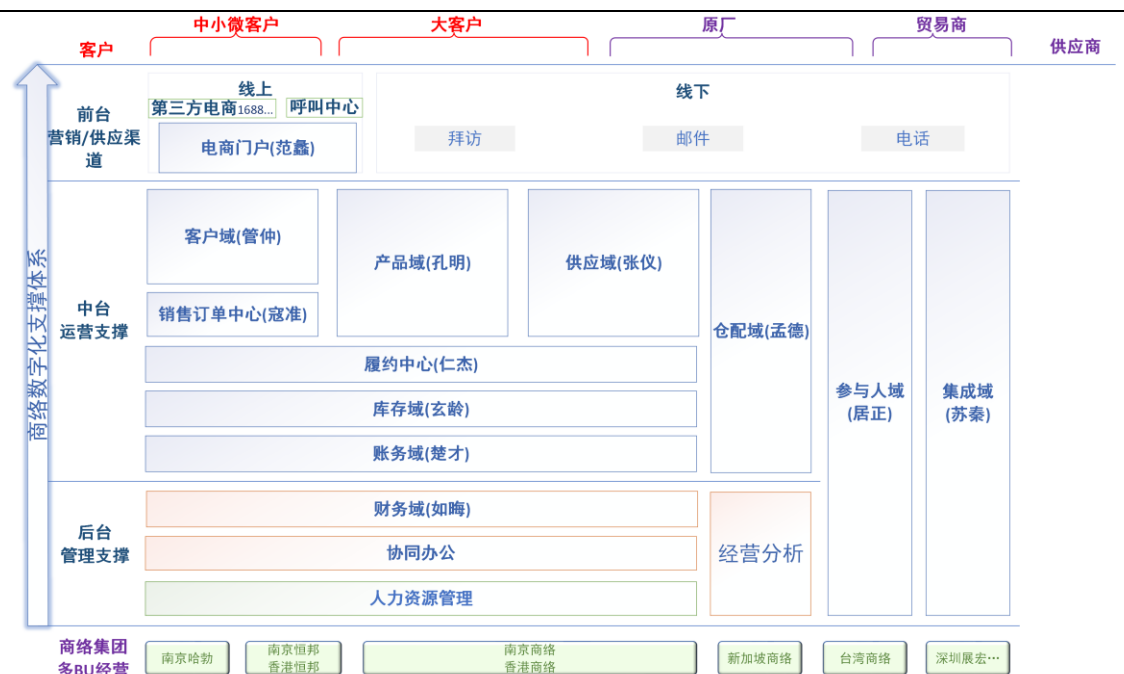 中小微客户
大客户
原厂
贸易商
客户
供应商
线上
线下
第三方电商1688...
呼叫中心
前台
营销/供应渠
道
电商门户(范蠡)
拜访
邮件
电话
商络数字化支撑体系
客户域(管仲)
产品域(孔明)
供应域(张仪)
中台
运营支撑
销售订单中心(寇准)
仓配域(孟德)
履约中心(仁杰)
参与人域
(居正)
集成域
(苏秦)
库存域(玄龄)
账务域(楚才)
后台
管理支撑
财务域(如晦)
协同办公
经营分析
人力资源管理
商络集团
多BU经营
南京哈勃
南京恒邦
香港恒邦
南京商络
香港商络
新加坡商络
台湾商络
深圳展宏…